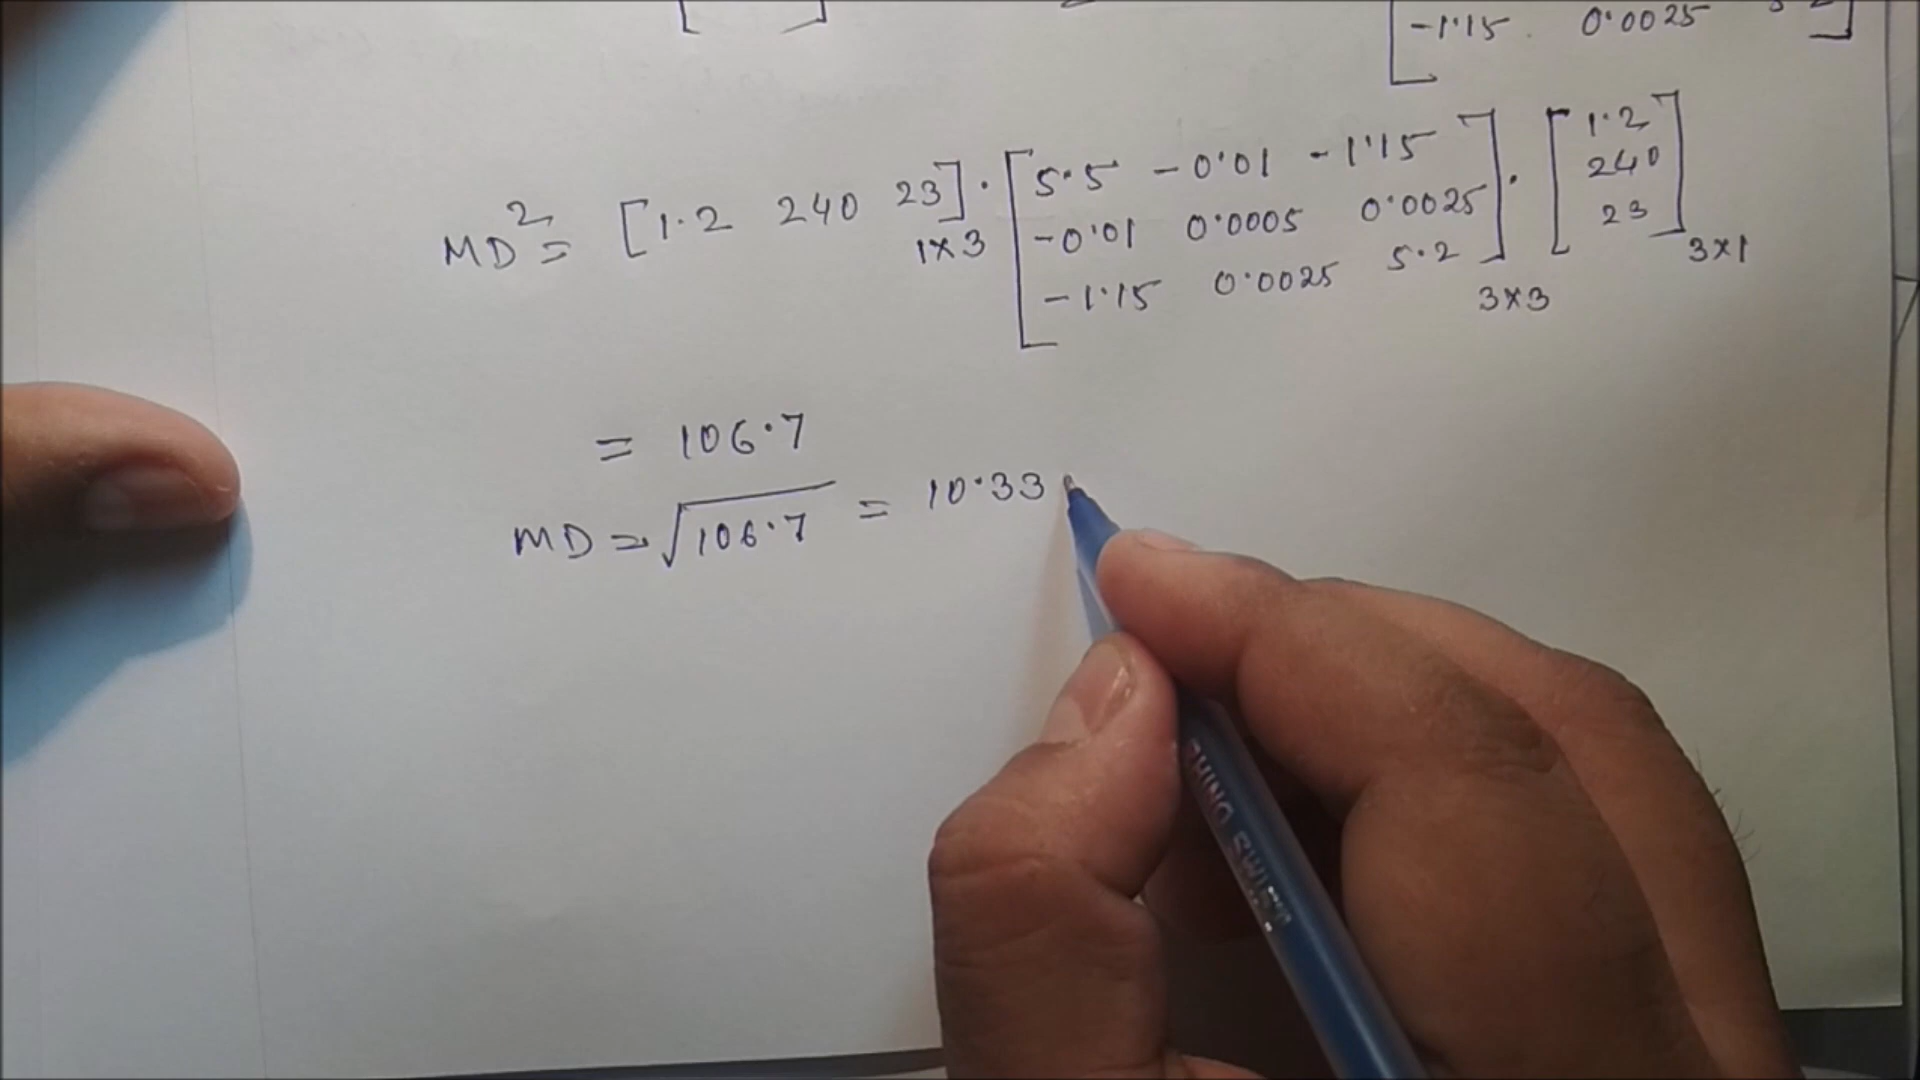 -1.15 0.0025
MD² = [1.2 240 23]1×3 . [5.5 -0.01 -1.15
-0.01 0.0005 0.0025
-1.15 0.0025 5.2]3×3 . [1.2
240
23]3×1
= 106.7
MD = √106.7 = 10.33